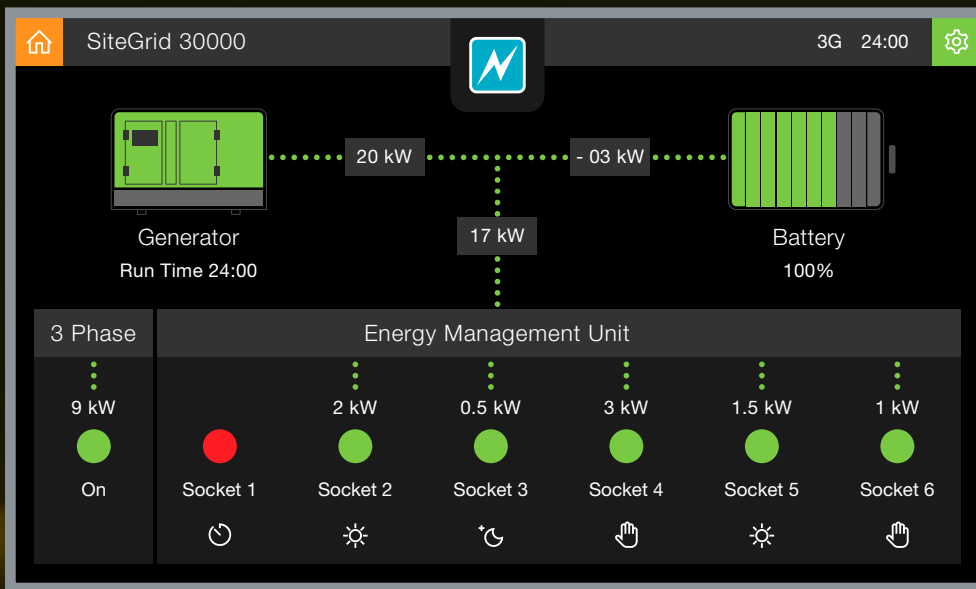 SiteGrid 30000
3G 24:00
20 kW
- 03 kW
17 kW
Generator
Run Time 24:00
Battery
100%
3 Phase
Energy Management Unit
9 kW
2 kW
0.5 kW
3 kW
1.5 kW
1 kW
On
Socket 1
Socket 2
Socket 3
Socket 4
Socket 5
Socket 6